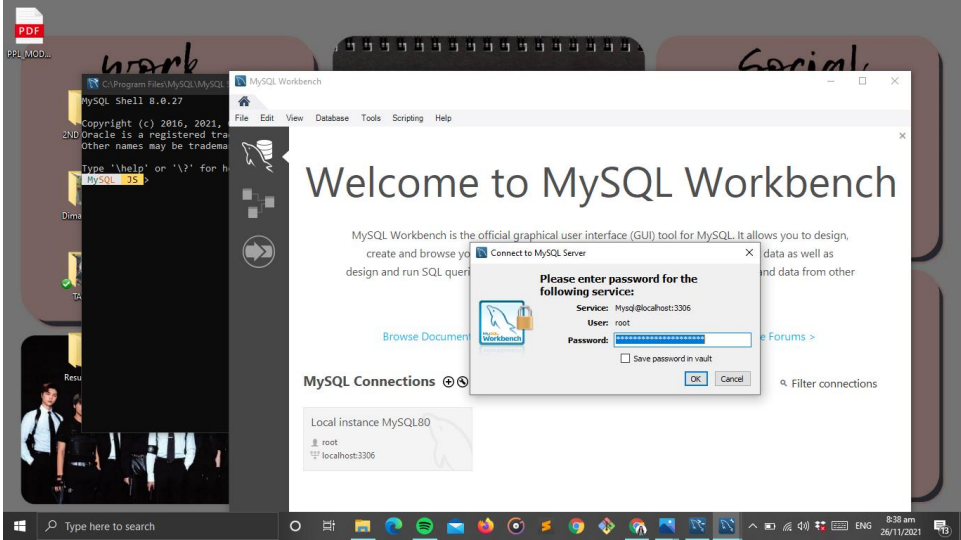 PDF
PPL_MOD...
work
Social
C:\Program Files\MySQL\MySQL S
MySQL Shell 8.0.27
Copyright (c) 2016, 2021,
Oracle is a registered tra
Other names may be tradema
Type '\help' or '\?' for h
MySQL JS >
2ND
Dima
TA
Resu
MySQL Workbench
File Edit View Database Tools Scripting Help
Welcome to MySQL Workbench
MySQL Workbench is the official graphical user interface (GUI) tool for MySQL. It allows you to design,
create and browse yo
data as well as
design and run SQL queri
and data from other
Browse Document
e Forums >
Connect to MySQL Server
Please enter password for the
following service:
Service: Mysql@localhost:3306
User: root
Password: **********************
Save password in vault
OK Cancel
MySQL
Workbench
MySQL Connections
Filter connections
Local instance MySQL80
root
localhost:3306
Type here to search
ENG
8:38 am
26/11/2021
13